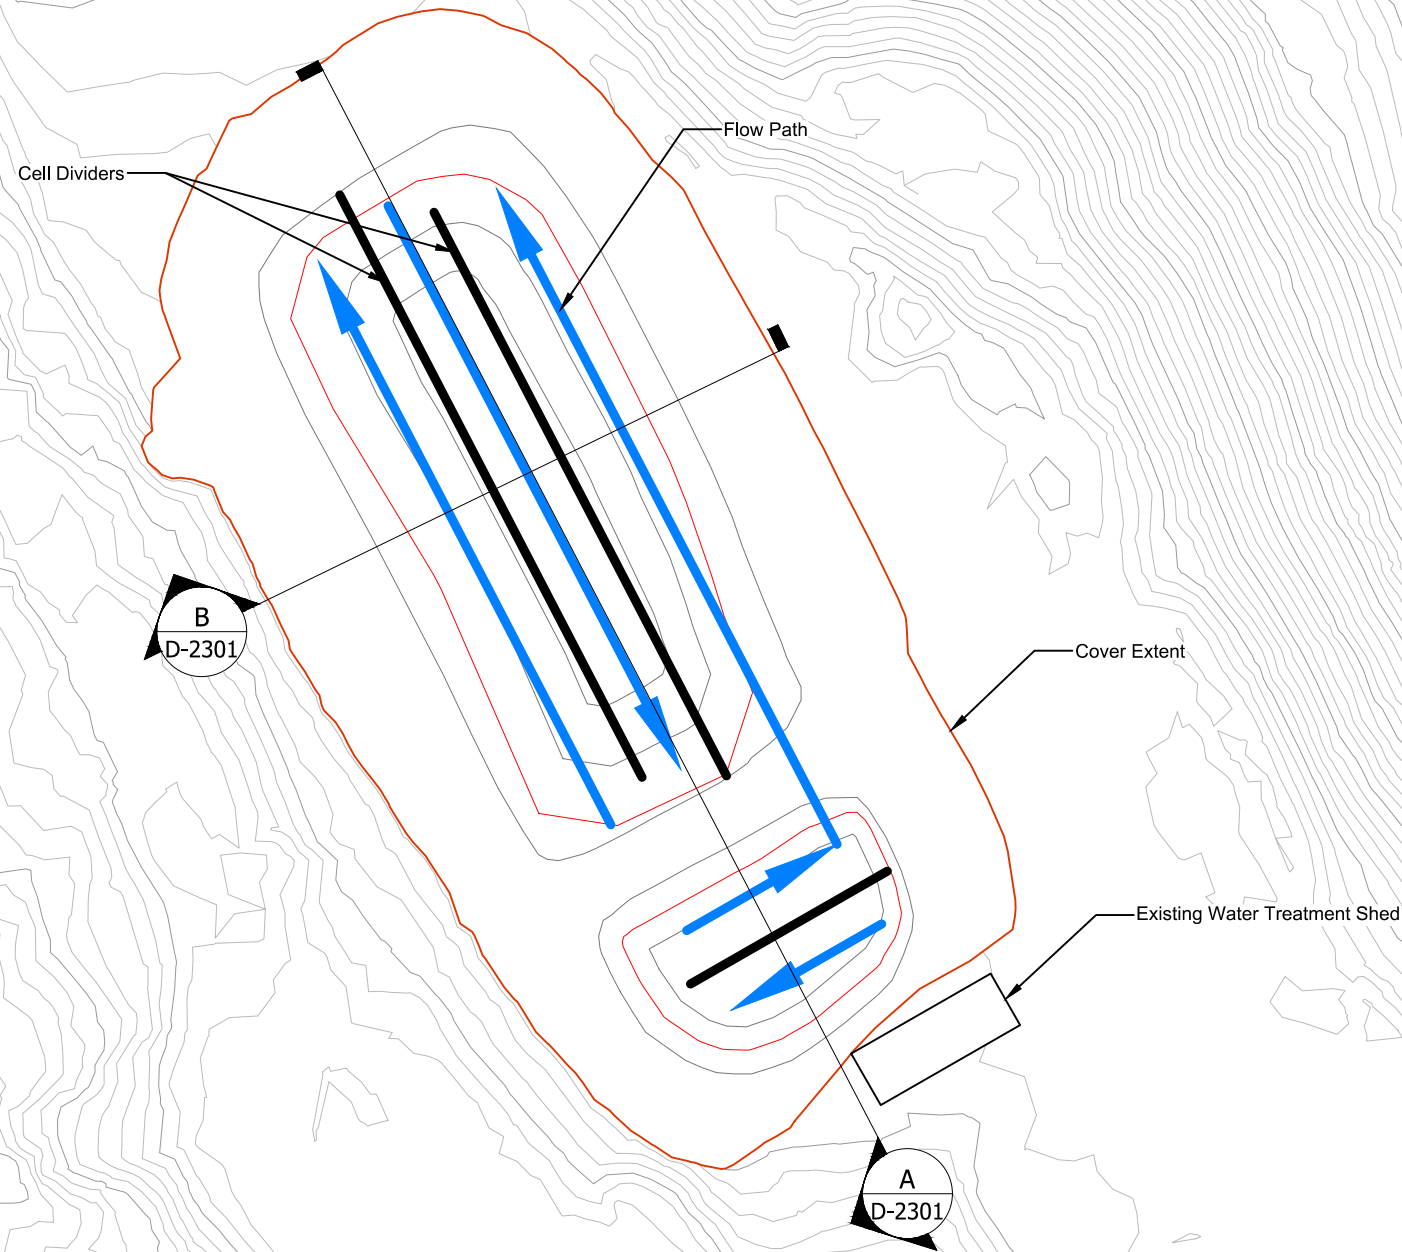 Flow Path
Cell Dividers
B
D-2301
Cover Extent
Existing Water Treatment Shed
A
D-2301